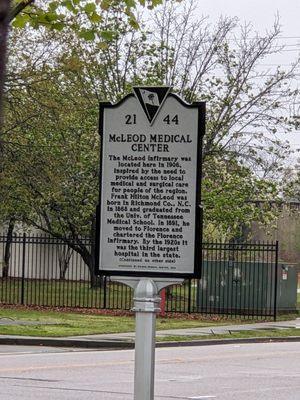 21 44
McLEOD MEDICAL
CENTER
The McLeod Infirmary was
located here in 1906,
inspired by the need to
provide access to local
medical and surgical care
for people of the region.
Frank Hilton McLeod was
born in Richmond Co., N.C.
in 1868 and graduated from
the Univ. of Tennessee
Medical School. In 1891, he
moved to Florence and
chartered the Florence
Infirmary. By the 1920s it
was the third largest
hospital in the state.
(Continued on other side)